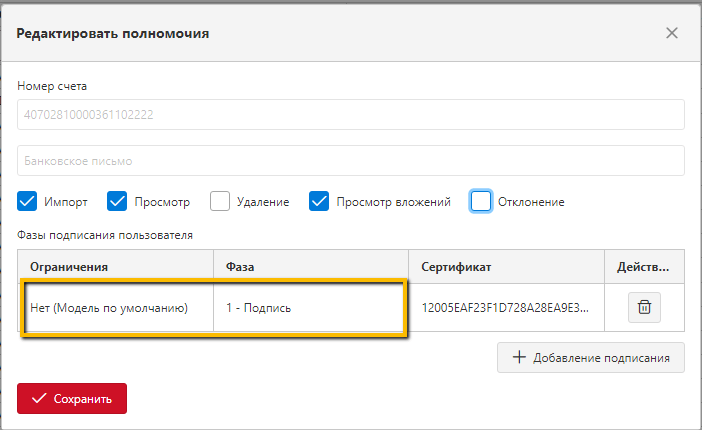 Редактировать полномочия
Номер счета
40702810000361102222
Банковское письмо
Импорт Просмотр Удаление Просмотр вложений Отклонение
Фазы подписания пользователя
Ограничения Фаза Сертификат Действ...
Нет (Модель по умолчанию) 1 - Подпись 12005EAF23F1D728A28EA9E3...
Добавление подписания
Сохранить